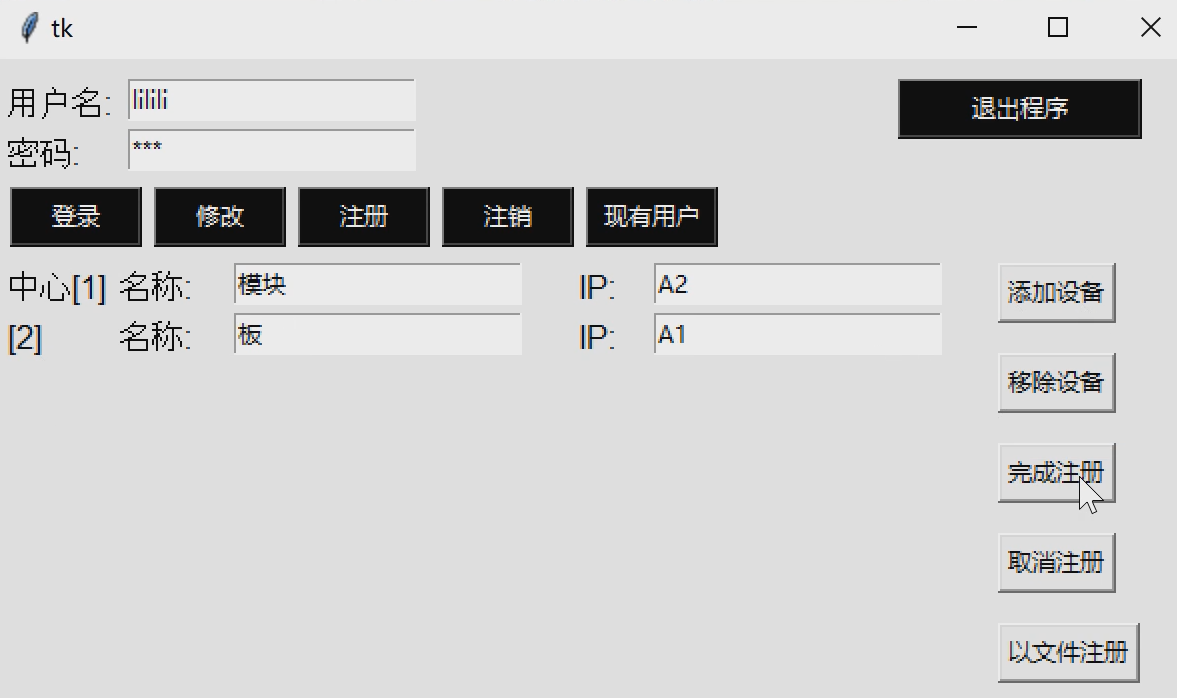 tk
用户名: lilili
退出程序
密码: ***
登录 修改 注册 注销 现有用户
中心[1] 名称: 模块 IP: A2
添加设备
[2] 名称: 板 IP: A1
移除设备
完成注册
取消注册
以文件注册